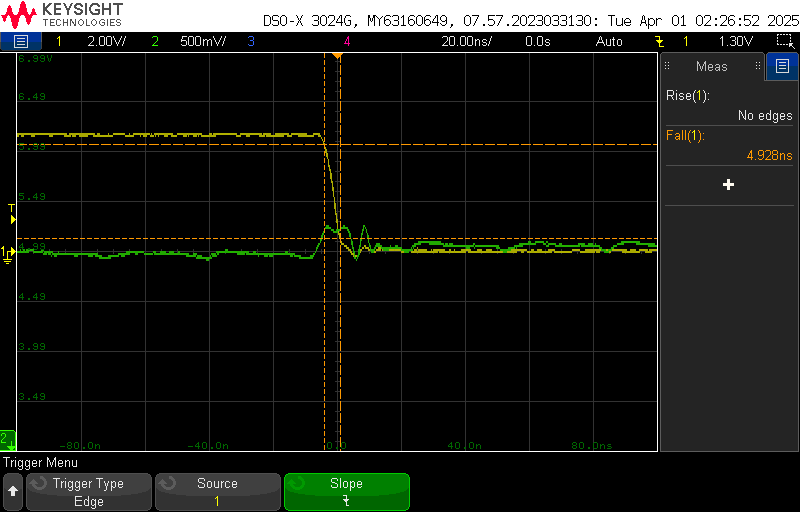 KEYSIGHT
TECHNOLOGIES
DSO-X 3024G, MY63160649, 07.57.2023033130: Tue Apr 01 02:26:52 2025
1 2.00V/ 2 500mV/ 3 4 20.00ns/ 0.0s Auto 1 1.30V
6.99V
6.49
5.99
5.49
4.99
4.49
3.99
3.49
-80.0n -40.0n 0.0 40.0n 80.0ns
T
1
2
Meas
Rise(1):
No edges
Fall(1):
4.928ns
Trigger Menu
Trigger Type
Edge
Source
1
Slope